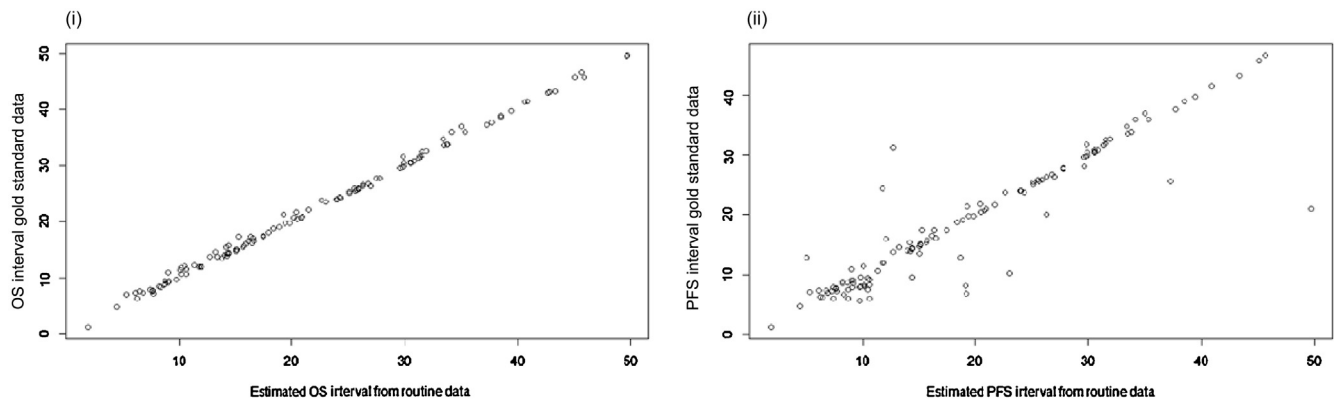 (i)
OS interval gold standard data
50
40
30
20
10
0
10 20 30 40 50
Estimated OS interval from routine data
(ii)
PFS interval gold standard data
40
30
20
10
0
10 20 30 40 50
Estimated PFS interval from routine data